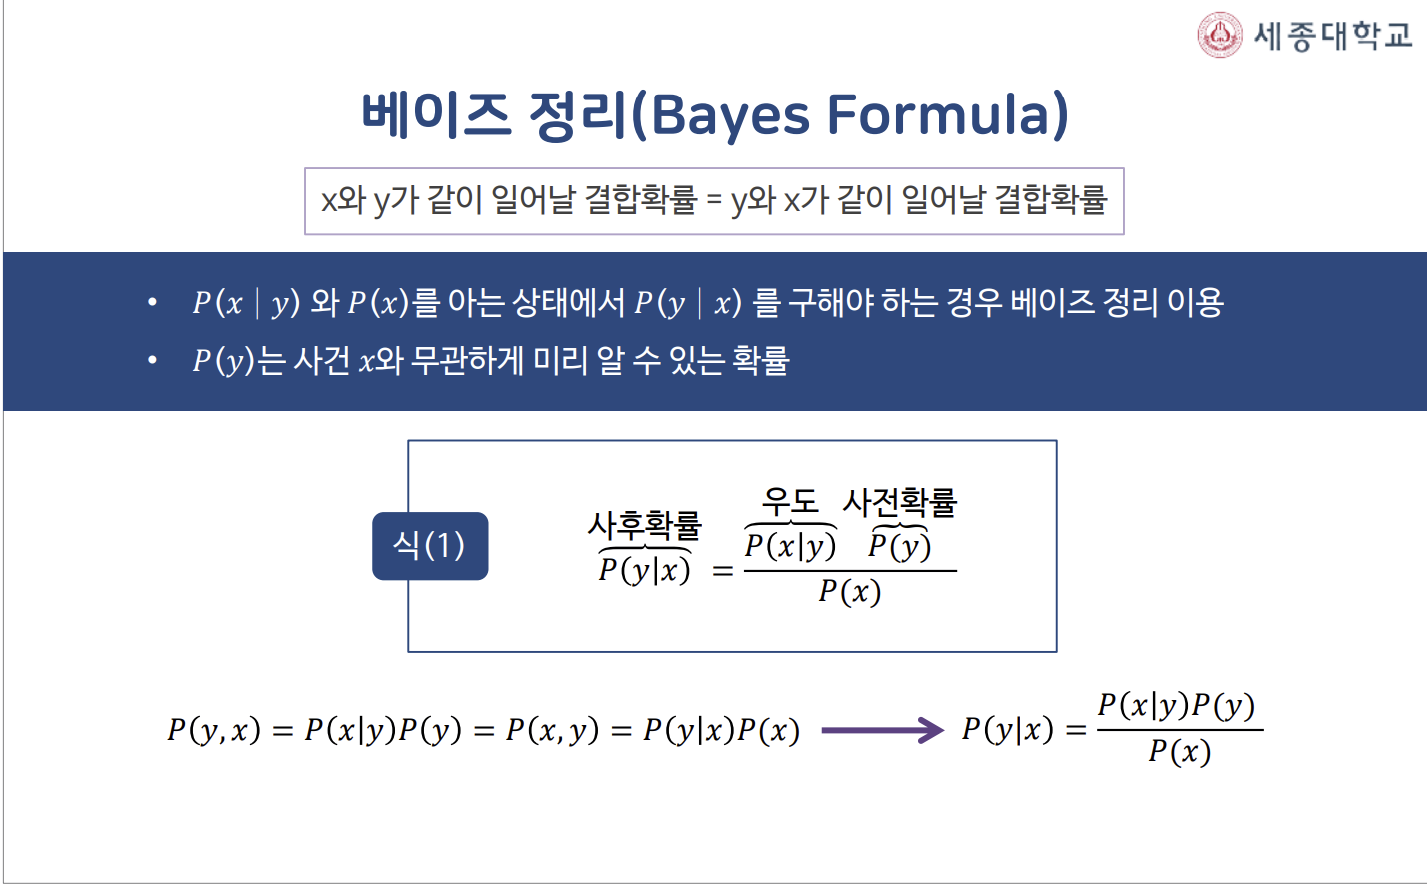 세종대학교
베이즈 정리(Bayes Formula)
x와 y가 같이 일어날 결합확률 = y와 x가 같이 일어날 결합확률
• P(x | y) 와 P(x)를 아는 상태에서 P(y | x) 를 구해야 하는 경우 베이즈 정리 이용
• P(y)는 사건 x와 무관하게 미리 알 수 있는 확률
식(1)
사후확률 우도 사전확률
P(y|x) = P(x|y) P(y) / P(x)
P(y, x) = P(x|y)P(y) = P(x, y) = P(y|x)P(x) → P(y|x) = P(x|y)P(y) / P(x)